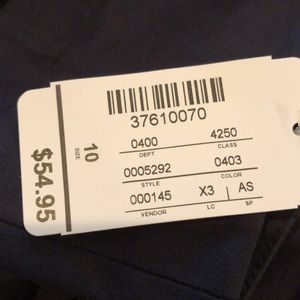 37610070
0400 4250
DEPT CLASS
0005292 0403
STYLE COLOR
000145 X3 AS
VENDOR LC SP
10
SIZE
$54.95